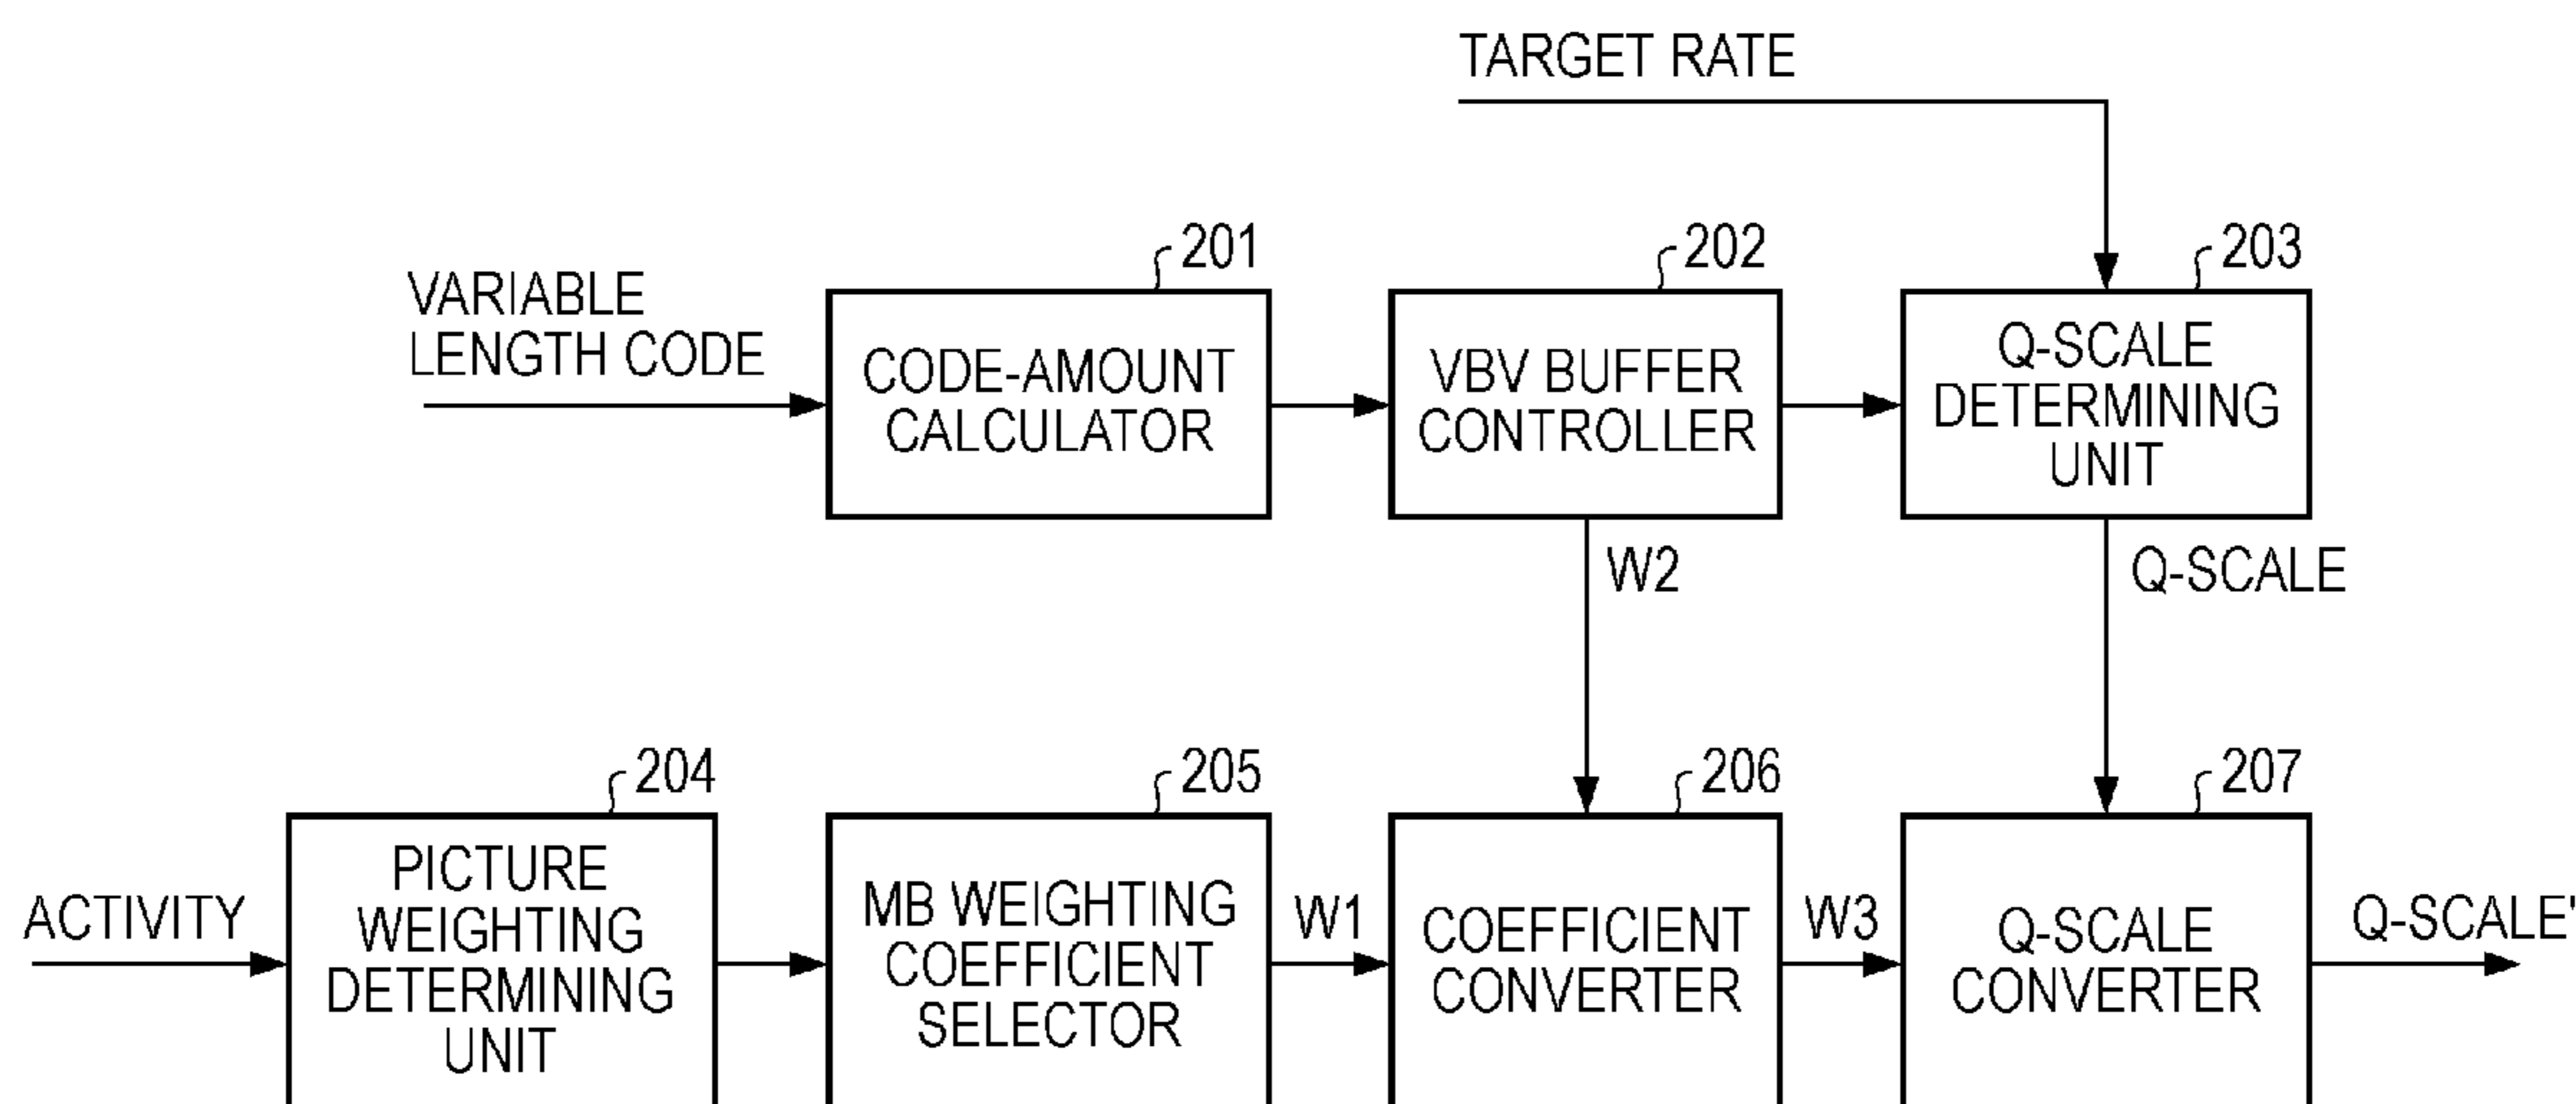 TARGET RATE
201
202
203
VARIABLE
LENGTH CODE
CODE-AMOUNT
CALCULATOR
VBV BUFFER
CONTROLLER
Q-SCALE
DETERMINING
UNIT
W2
Q-SCALE
204
205
206
207
ACTIVITY
PICTURE
WEIGHTING
DETERMINING
UNIT
MB WEIGHTING
COEFFICIENT
SELECTOR
W1
COEFFICIENT
CONVERTER
W3
Q-SCALE
CONVERTER
Q-SCALE'